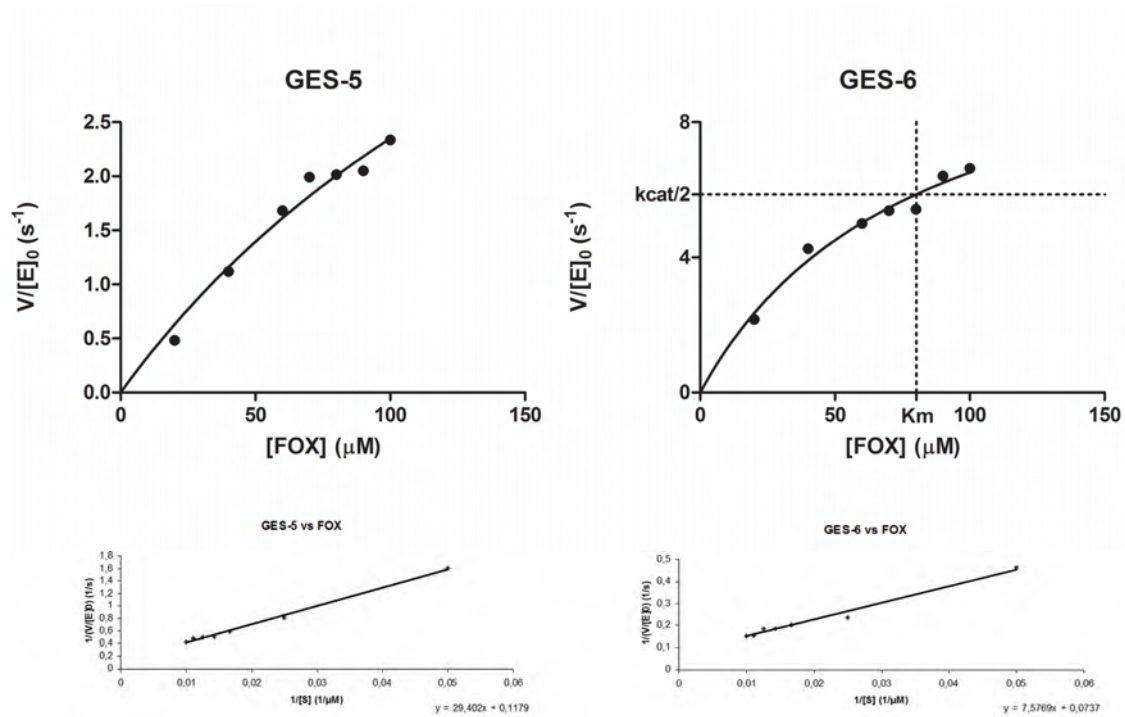 GES-5
2.5
2.0
1.5
1.0
0.5
0.0
V/[E]₀ (s⁻¹)
0 50 100 150
[FOX] (μM)
GES-6
8
kcat/2
4
0
V/[E]₀ (s⁻¹)
0 50 Km 100 150
[FOX] (μM)
GES-5 vs FOX
1,8
1,6
1,4
1,2
1
0,8
0,6
0,4
0,2
0
1/(V/[E]0) (1/s)
0 0,01 0,02 0,03 0,04 0,05 0,06
1/[S] (1/μM)
y = 29,402x + 0,1179
GES-6 vs FOX
0,5
0,4
0,3
0,2
0,1
0
1/(V/[E]0) (1/s)
0 0,01 0,02 0,03 0,04 0,05 0,06
1/[S] (1/μM)
y = 7,5769x + 0,0737